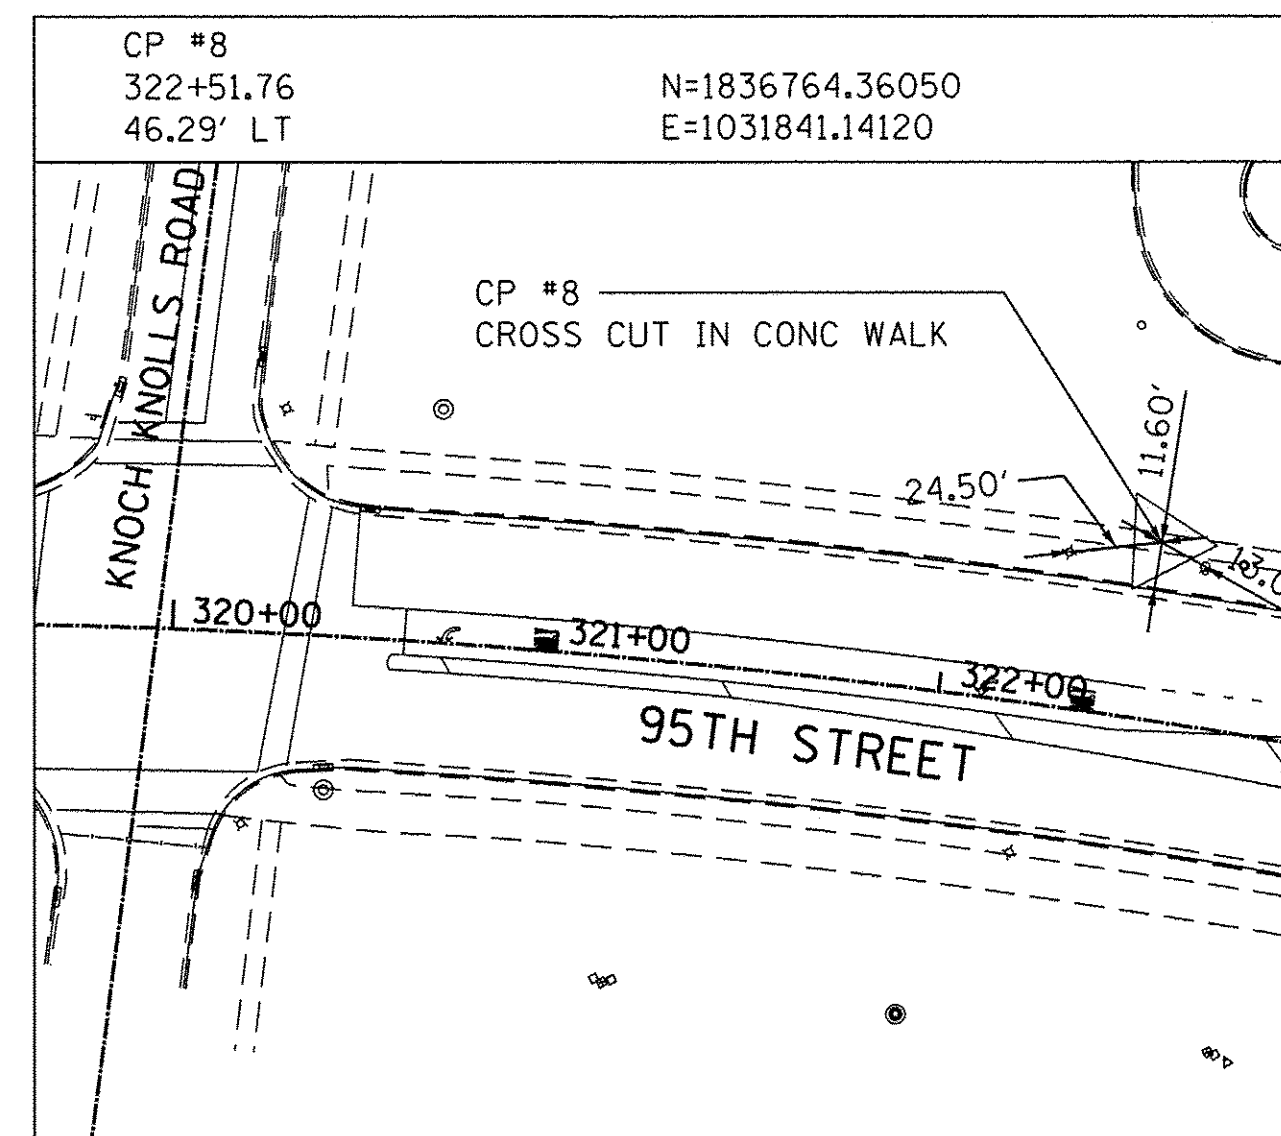 CP #8
322+51.76
46.29' LT
N=1836764.36050
E=1031841.14120
KNOCH KNOLLS ROAD
CP #8
CROSS CUT IN CONC WALK
11.60'
24.50'
320+00
321+00
322+00
95TH STREET